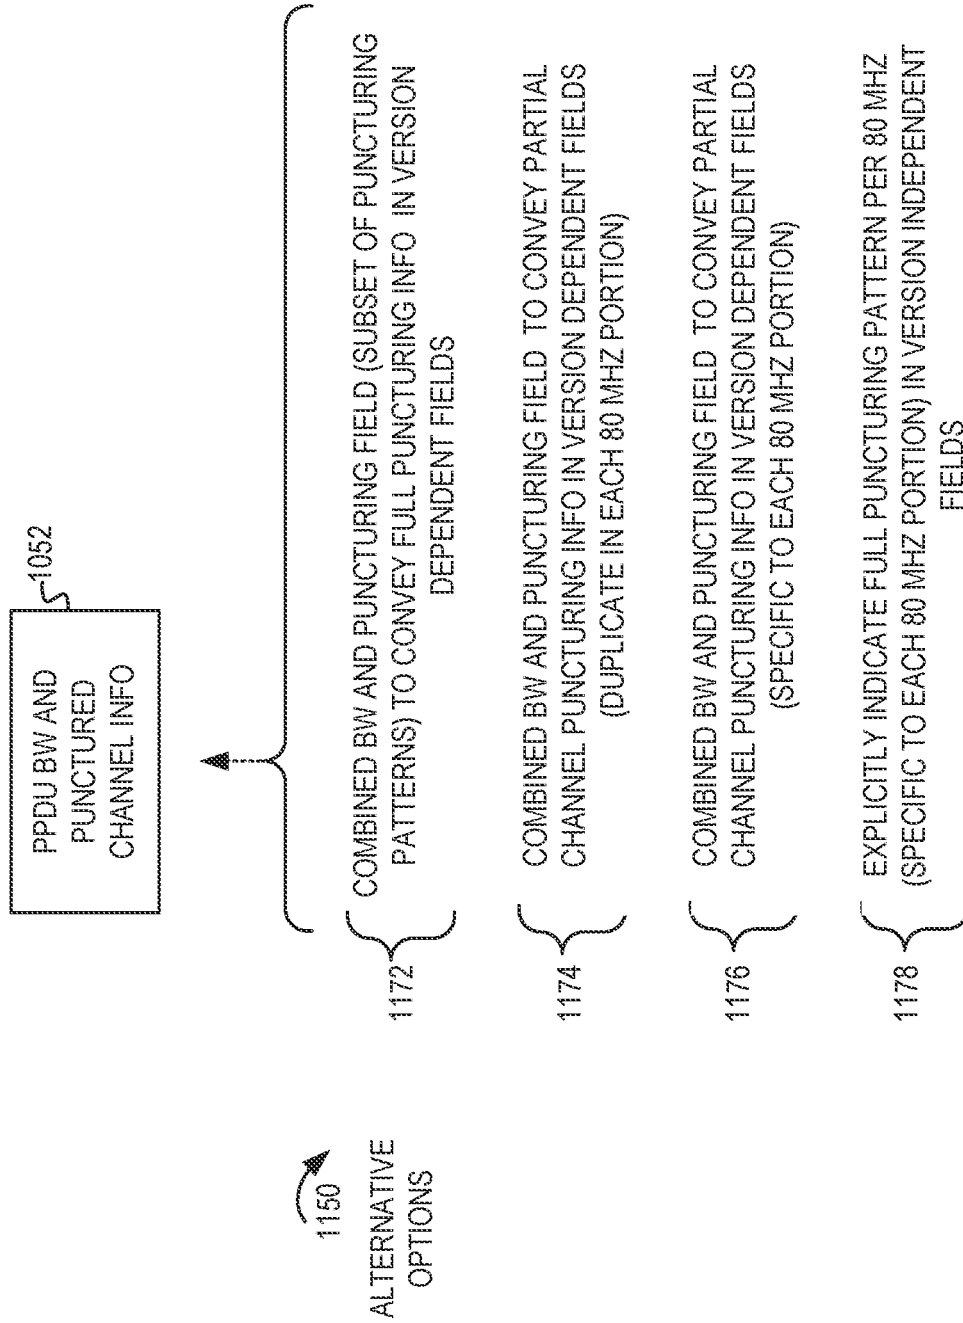 1150
ALTERNATIVE
OPTIONS
PPDU BW AND
PUNCTURED
CHANNEL INFO
1052
1172
COMBINED BW AND PUNCTURING FIELD (SUBSET OF PUNCTURING
PATTERNS) TO CONVEY FULL PUNCTURING INFO IN VERSION
DEPENDENT FIELDS
1174
COMBINED BW AND PUNCTURING FIELD TO CONVEY PARTIAL
CHANNEL PUNCTURING INFO IN VERSION DEPENDENT FIELDS
(DUPLICATE IN EACH 80 MHZ PORTION)
1176
COMBINED BW AND PUNCTURING FIELD TO CONVEY PARTIAL
CHANNEL PUNCTURING INFO IN VERSION DEPENDENT FIELDS
(SPECIFIC TO EACH 80 MHZ PORTION)
1178
EXPLICITLY INDICATE FULL PUNCTURING PATTERN PER 80 MHZ
(SPECIFIC TO EACH 80 MHZ PORTION) IN VERSION INDEPENDENT
FIELDS